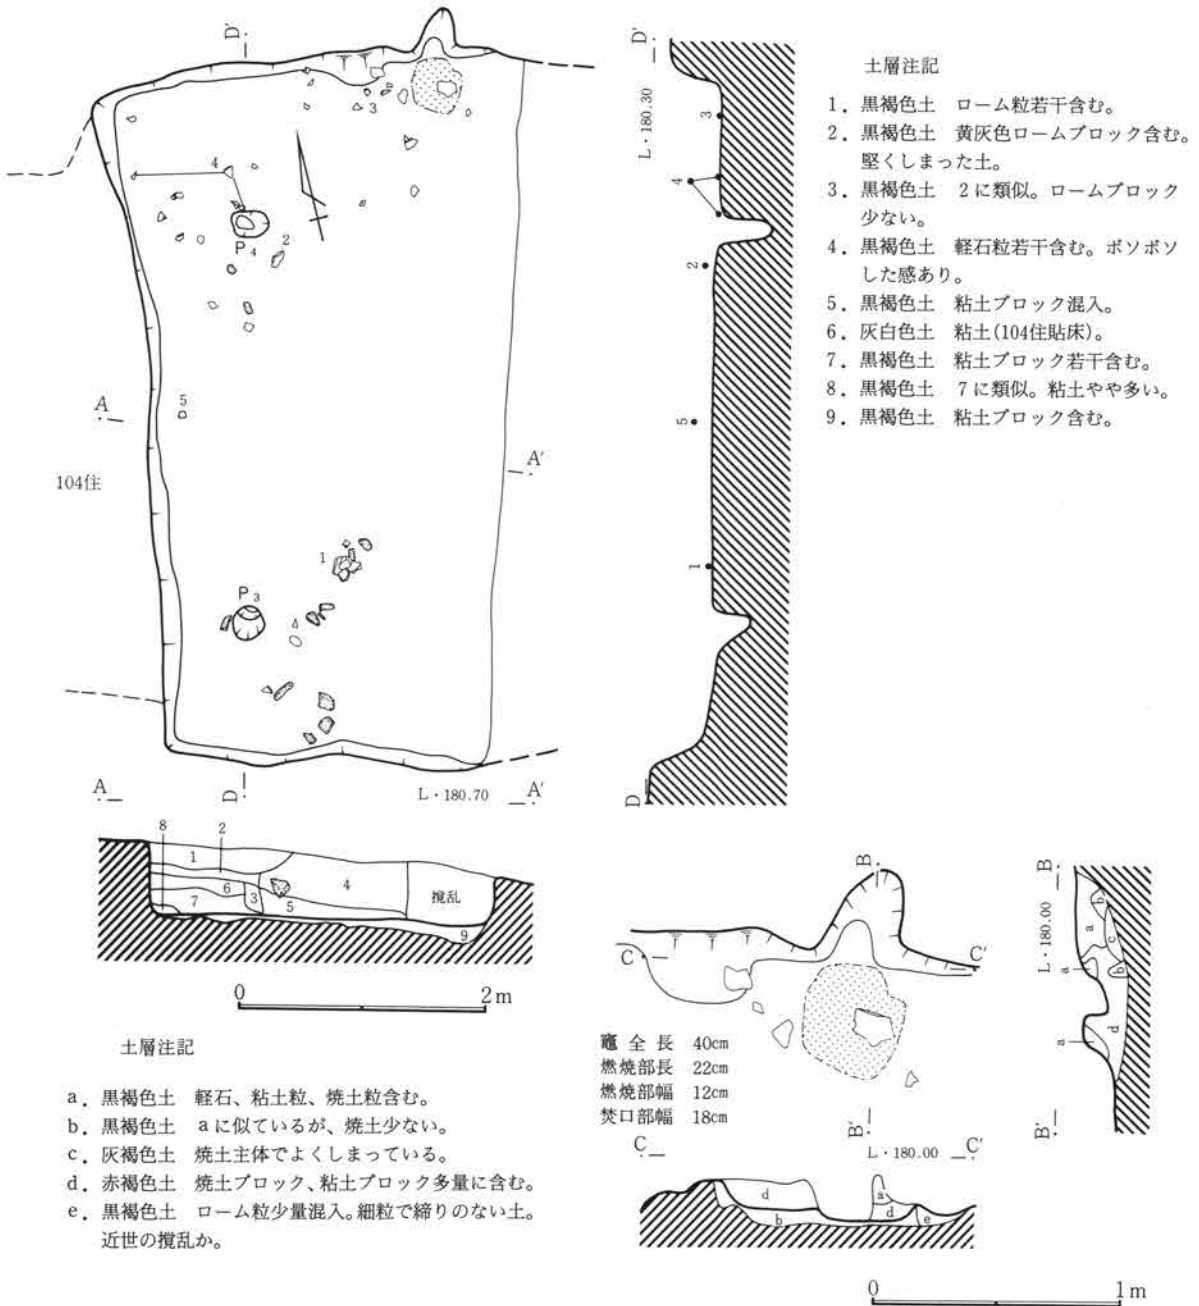 D'
3
4
P4
2
A
5
A'
104住
1
P3
A
D
L・180.70
A'
D'
L・180.30
3
4
2
5
1
D
土層注記
1．黒褐色土　ローム粒若干含む。
2．黒褐色土　黄灰色ロームブロック含む。
堅くしまった土。
3．黒褐色土　2に類似。ロームブロック
少ない。
4．黒褐色土　軽石粒若干含む。ボソボソ
した感あり。
5．黒褐色土　粘土ブロック混入。
6．灰白色土　粘土(104住貼床)。
7．黒褐色土　粘土ブロック若干含む。
8．黒褐色土　7に類似。粘土やや多い。
9．黒褐色土　粘土ブロック含む。
8
2
1
6
7
3
5
4
攪乱
9
0
2m
土層注記
a．黒褐色土　軽石、粘土粒、焼土粒含む。
b．黒褐色土　aに似ているが、焼土少ない。
c．灰褐色土　焼土主体でよくしまっている。
d．赤褐色土　焼土ブロック、粘土ブロック多量に含む。
e．黒褐色土　ローム粒少量混入。細粒で締りのない土。
近世の攪乱か。
B
C
C'
竈全長　40cm
燃焼部長　22cm
燃焼部幅　12cm
焚口部幅　18cm
B'
C
L・180.00
C'
d
b
a
d
e
B
L・180.00
b
a
c
a
b
d
a
B'
0
1m